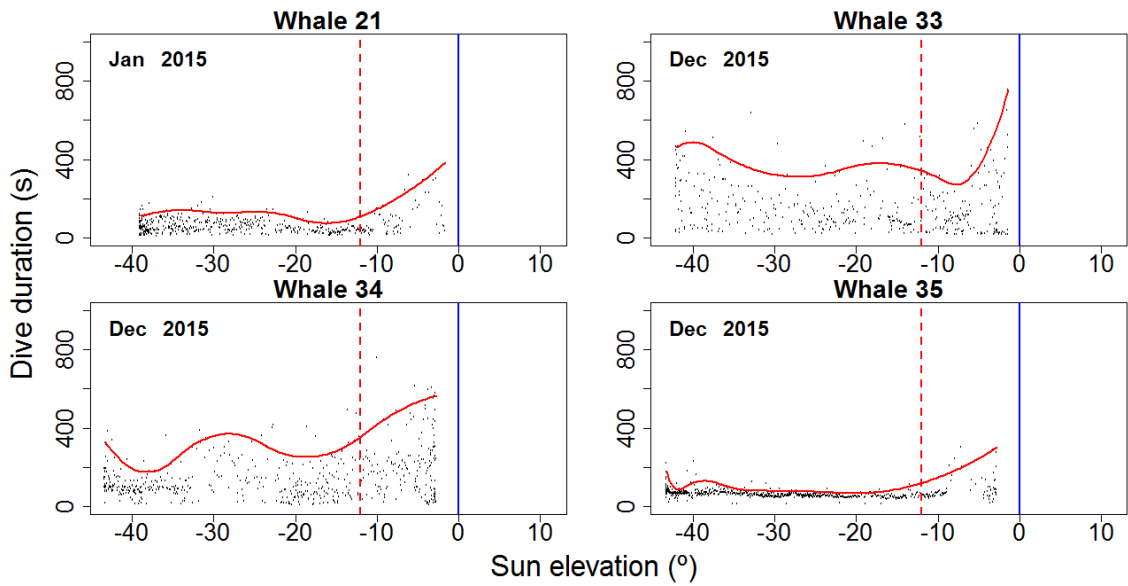 Whale 21
Whale 33
Jan 2015
Dec 2015
800
400
0
800
400
0
-40 -30 -20 -10 0 10
-40 -30 -20 -10 0 10
Whale 34
Whale 35
Dec 2015
Dec 2015
800
400
0
800
400
0
-40 -30 -20 -10 0 10
-40 -30 -20 -10 0 10
Dive duration (s)
Sun elevation (º)